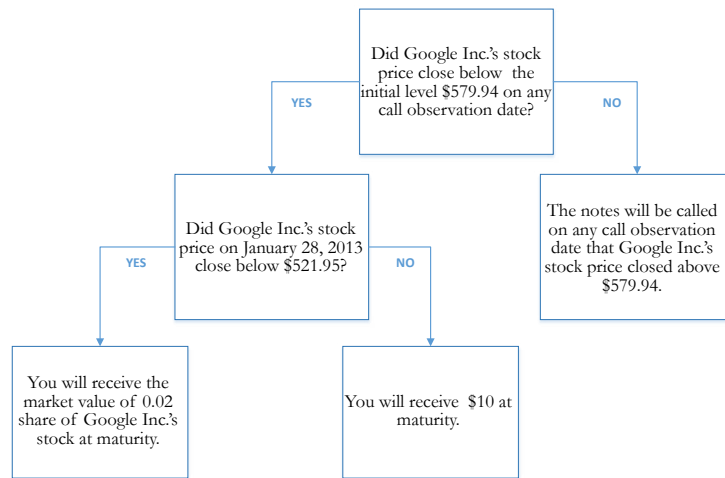 Did Google Inc.'s stock
price close below the
initial level $579.94 on any
call observation date?
YES
NO
Did Google Inc.'s stock
price on January 28, 2013
close below $521.95?
The notes will be called
on any call observation
date that Google Inc.'s
stock price closed above
$579.94.
YES
NO
You will receive the
market value of 0.02
share of Google Inc.'s
stock at maturity.
You will receive $10 at
maturity.